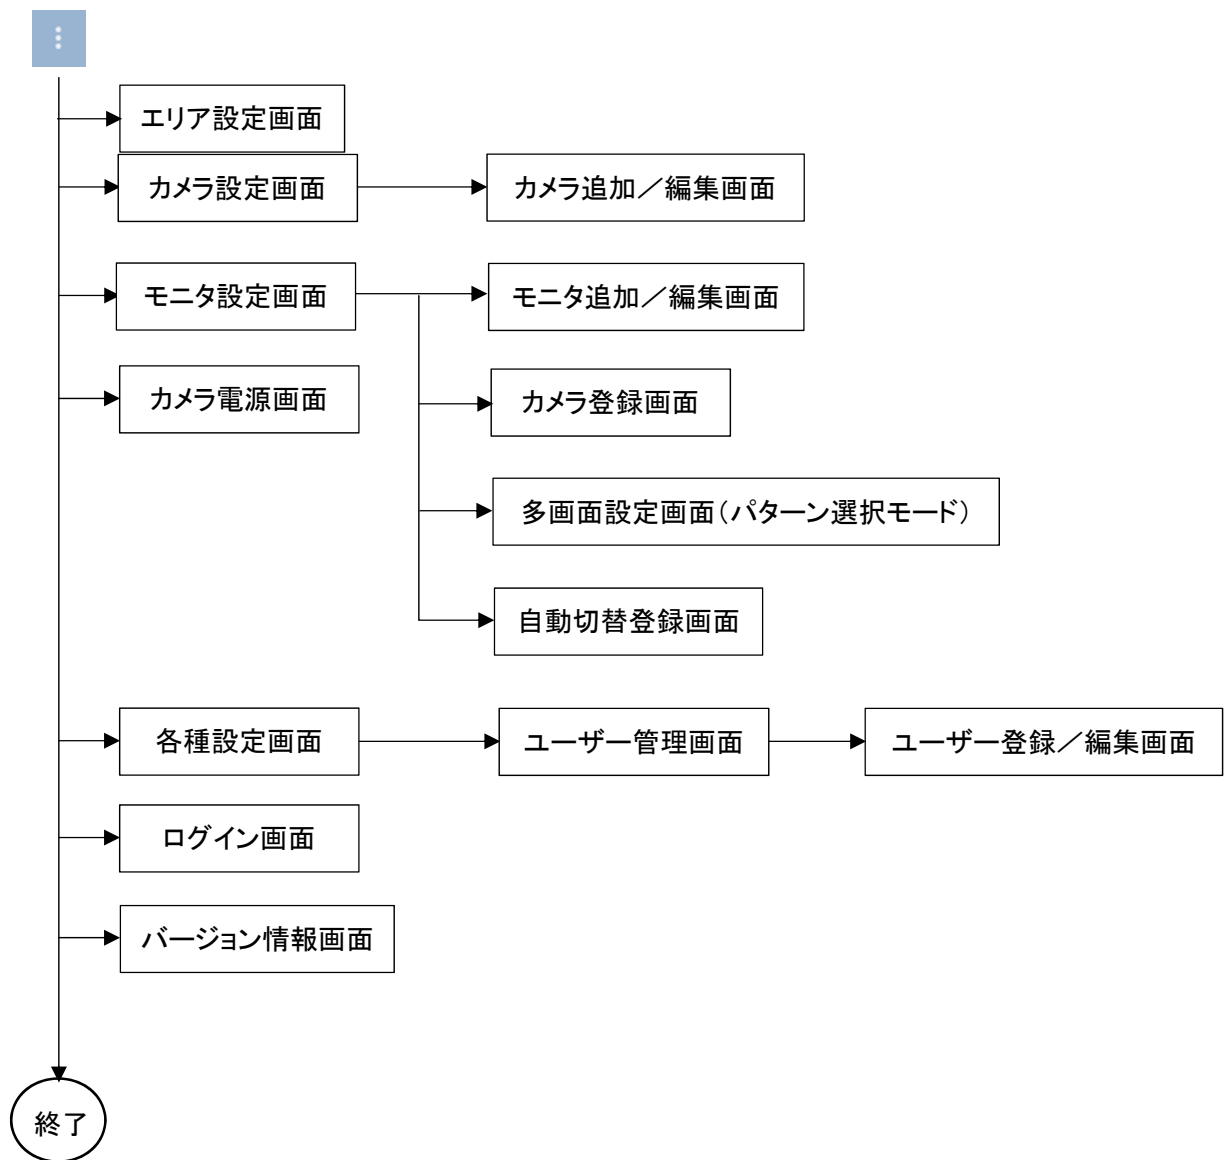 エリア設定画面
カメラ設定画面
カメラ追加／編集画面
モニタ設定画面
モニタ追加／編集画面
カメラ電源画面
カメラ登録画面
多画面設定画面（パターン選択モード）
自動切替登録画面
各種設定画面
ユーザー管理画面
ユーザー登録／編集画面
ログイン画面
バージョン情報画面
終了